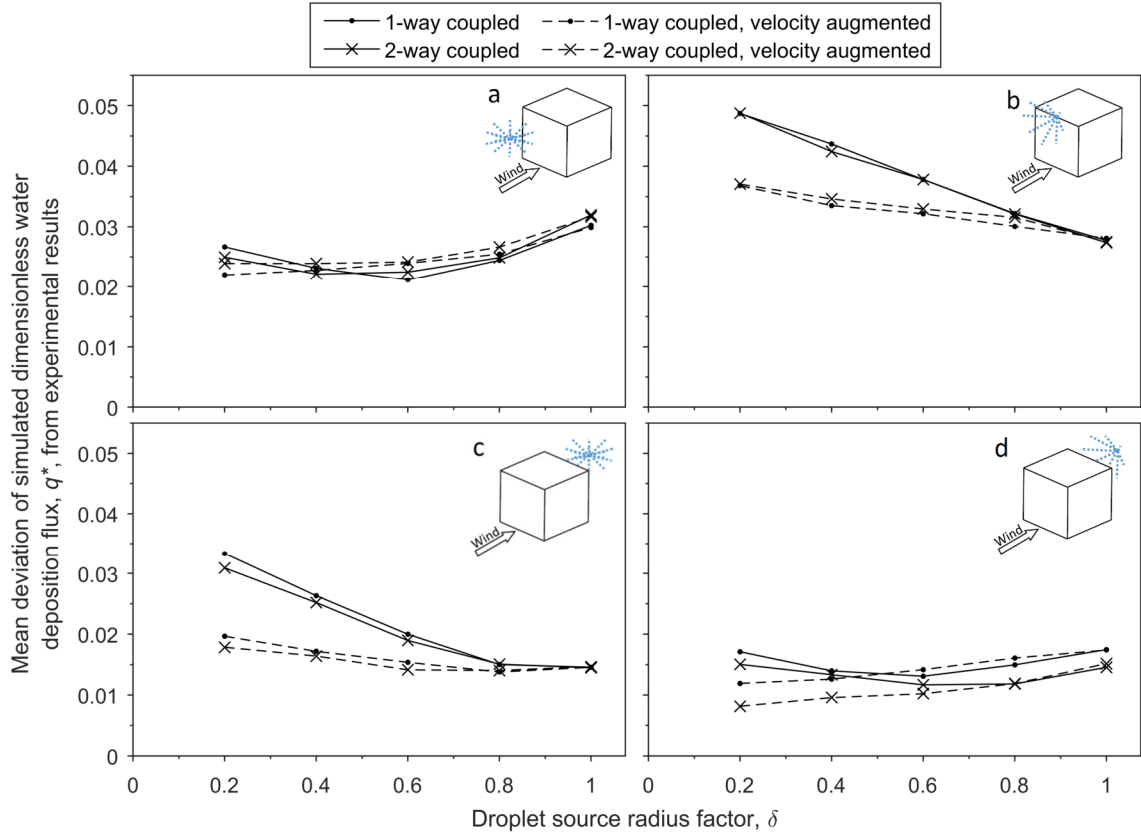 1-way coupled
1-way coupled, velocity augmented
2-way coupled
2-way coupled, velocity augmented
Mean deviation of simulated dimensionless water
deposition flux, q*, from experimental results
a
Wind
0.05
0.04
0.03
0.02
0.01
0
b
Wind
c
Wind
0.05
0.04
0.03
0.02
0.01
0
0 0.2 0.4 0.6 0.8 1
d
Wind
0 0.2 0.4 0.6 0.8 1
Droplet source radius factor, δ